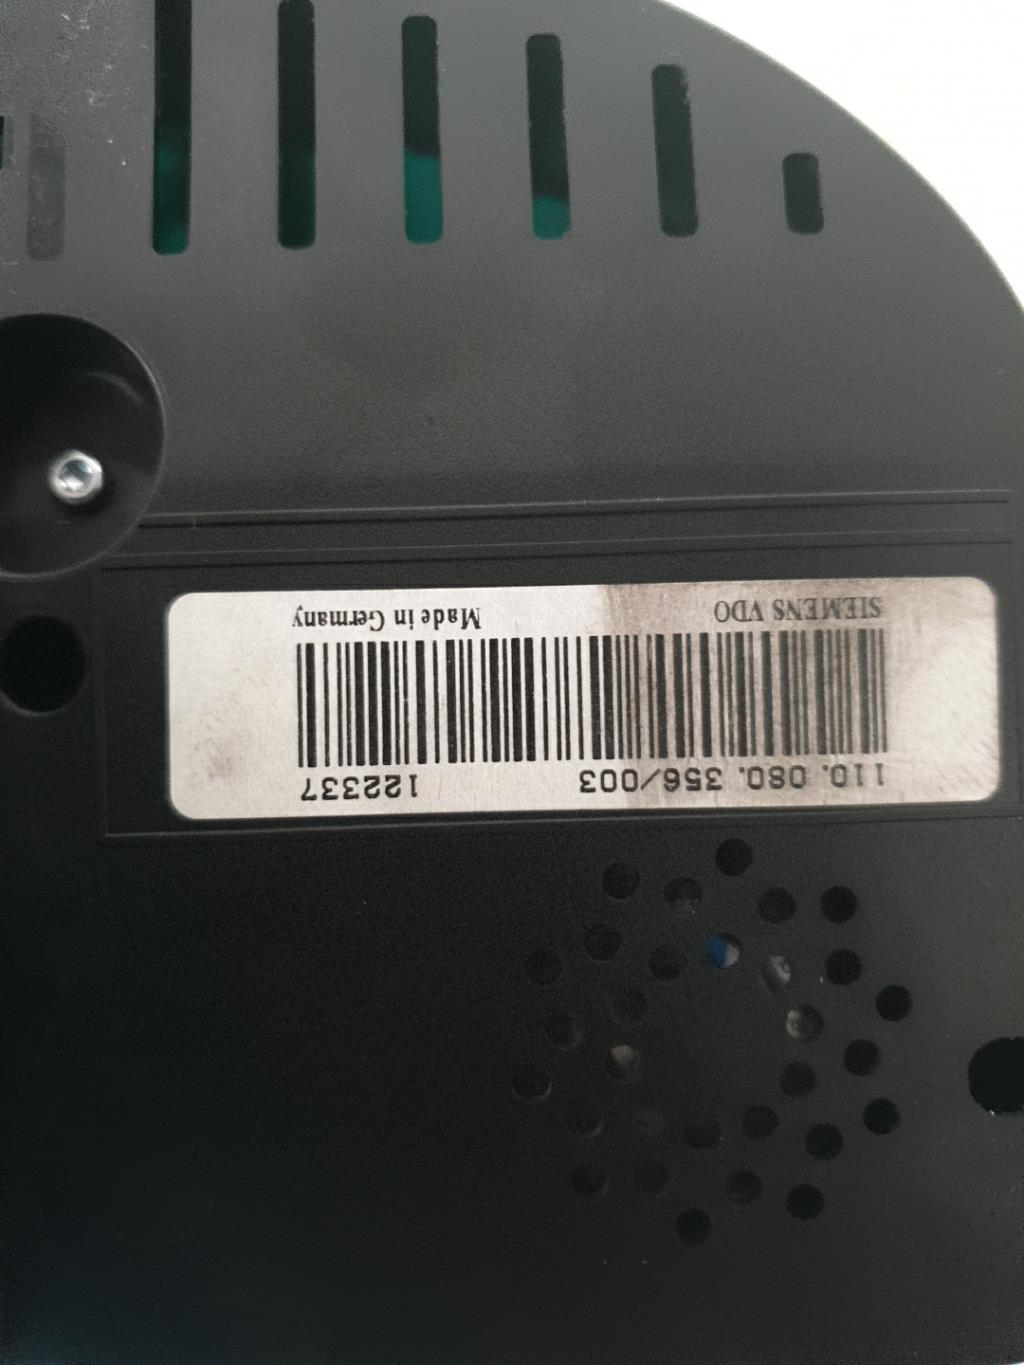 110. 080. 356/003 122337
SIEMENS VDO Made in Germany